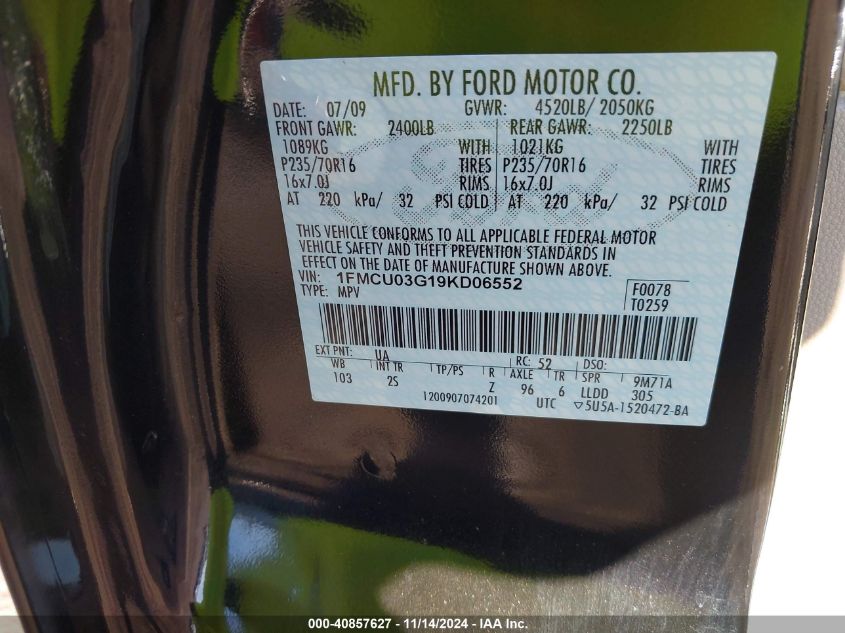 MFD. BY FORD MOTOR CO.
DATE: 07/09 GVWR: 4520LB/ 2050KG
FRONT GAWR: 2400LB REAR GAWR: 2250LB
1089KG WITH 1021KG WITH
P235/70R16 TIRES P235/70R16 TIRES
16x7.0J RIMS 16x7.0J RIMS
AT 220 kPa/ 32 PSI COLD AT 220 kPa/ 32 PSI COLD
THIS VEHICLE CONFORMS TO ALL APPLICABLE FEDERAL MOTOR
VEHICLE SAFETY AND THEFT PREVENTION STANDARDS IN
EFFECT ON THE DATE OF MANUFACTURE SHOWN ABOVE.
VIN: 1FMCU03G19KD06552 F0078
TYPE: MPV T0259
EXT PNT: UA RC: 52 DSO:
WB INT TR TP/PS R AXLE TR SPR 9M71A
103 2S Z 96 6 LLDD 305
1200907074201 UTC ▽5U5A-1520472-BA
000-40857627 - 11/14/2024 - IAA Inc.